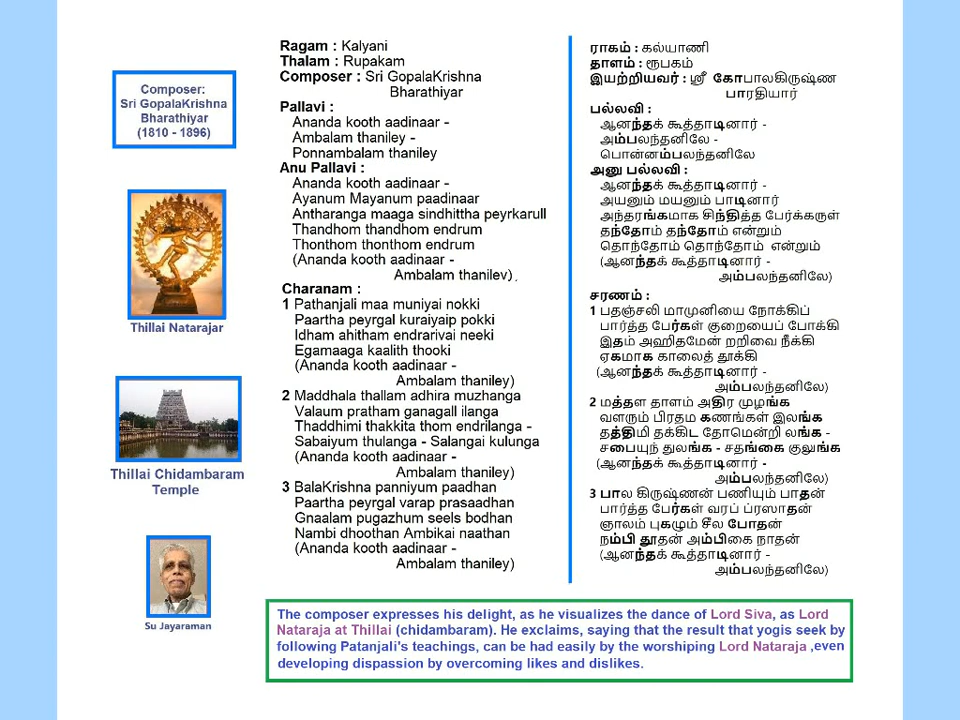 Composer:
Sri GopalaKrishna
Bharathiyar
(1810 - 1896)
Thillai Natarajar
Thillai Chidambaram
Temple
Su Jayaraman
Ragam : Kalyani
Thalam : Rupakam
Composer : Sri GopalaKrishna
Bharathiyar
Pallavi :
Ananda kooth aadinaar -
Ambalam thaniley -
Ponnambalam thaniley
Anu Pallavi :
Ananda kooth aadinaar -
Ayanum Mayanum paadinaar
Antharanga maaga sindhittha peyrkarull
Thandhom thandhom endrum
Thonthom thonthom endrum
(Ananda kooth aadinaar -
Ambalam thanilev) .
Charanam :
1 Pathanjali maa muniyai nokki
Paartha peyrgal kuraiyaip pokki
Idham ahitham endrarivai neeki
Egamaaga kaalith thooki
(Ananda kooth aadinaar -
Ambalam thaniley)
2 Maddhala thallam adhira muzhanga
Valaum pratham ganagall ilanga
Thaddhimi thakkita thom endrilanga -
Sabaiyum thulanga - Salangai kulunga
(Ananda kooth aadinaar -
Ambalam thaniley)
3 BalaKrishna panniyum paadhan
Paartha peyrgal varap prasaadhan
Gnaalam pugazhum seels bodhan
Nambi dhoothan Ambikai naathan
(Ananda kooth aadinaar -
Ambalam thaniley)
ராகம் : கல்யாணி
தாளம் : ரூபகம்
இயற்றியவர் : ஸ்ரீ கோபாலகிருஷ்ண
பாரதியார்
பல்லவி :
ஆனந்தக் கூத்தாடினார் -
அம்பலந்தனிலே -
பொன்னம்பலந்தனிலே
அனு பல்லவி :
ஆனந்தக் கூத்தாடினார் -
அயனும் மயனும் பாடினார்
அந்தரங்கமாக சிந்தித்த பேர்க்கருள்
தந்தோம் தந்தோம் என்றும்
தொந்தோம் தொந்தோம் என்றும்
(ஆனந்தக் கூத்தாடினார் -
அம்பலந்தனிலே)
சரணம் :
1 பதஞ்சலி மாமுனியை நோக்கிப்
பார்த்த பேர்கள் குறையைப் போக்கி
இதம் அஹிதமேன் றறிவை நீக்கி
ஏகமாக காலைத் தூக்கி
(ஆனந்தக் கூத்தாடினார் -
அம்பலந்தனிலே)
2 மத்தள தாளம் அதிர முழங்க
வளரும் பிரதம கணங்கள் இலங்க
தத்திமி தக்கிட தோமென்றி லங்க -
சபையுந் துலங்க - சதங்கை குலுங்க
(ஆனந்தக் கூத்தாடினார் -
அம்பலந்தனிலே)
3 பால கிருஷ்ணன் பணியும் பாதன்
பார்த்த பேர்கள் வரப் ப்ரஸாதன்
ஞாலம் புகழும் சீல போதன்
நம்பி தூதன் அம்பிகை நாதன்
(ஆனந்தக் கூத்தாடினார் -
அம்பலந்தனிலே)
The composer expresses his delight, as he visualizes the dance of Lord Siva, as Lord
Nataraja at Thillai (chidambaram). He exclaims, saying that the result that yogis seek by
following Patanjali's teachings, can be had easily by the worshiping Lord Nataraja ,even
developing dispassion by overcoming likes and dislikes.